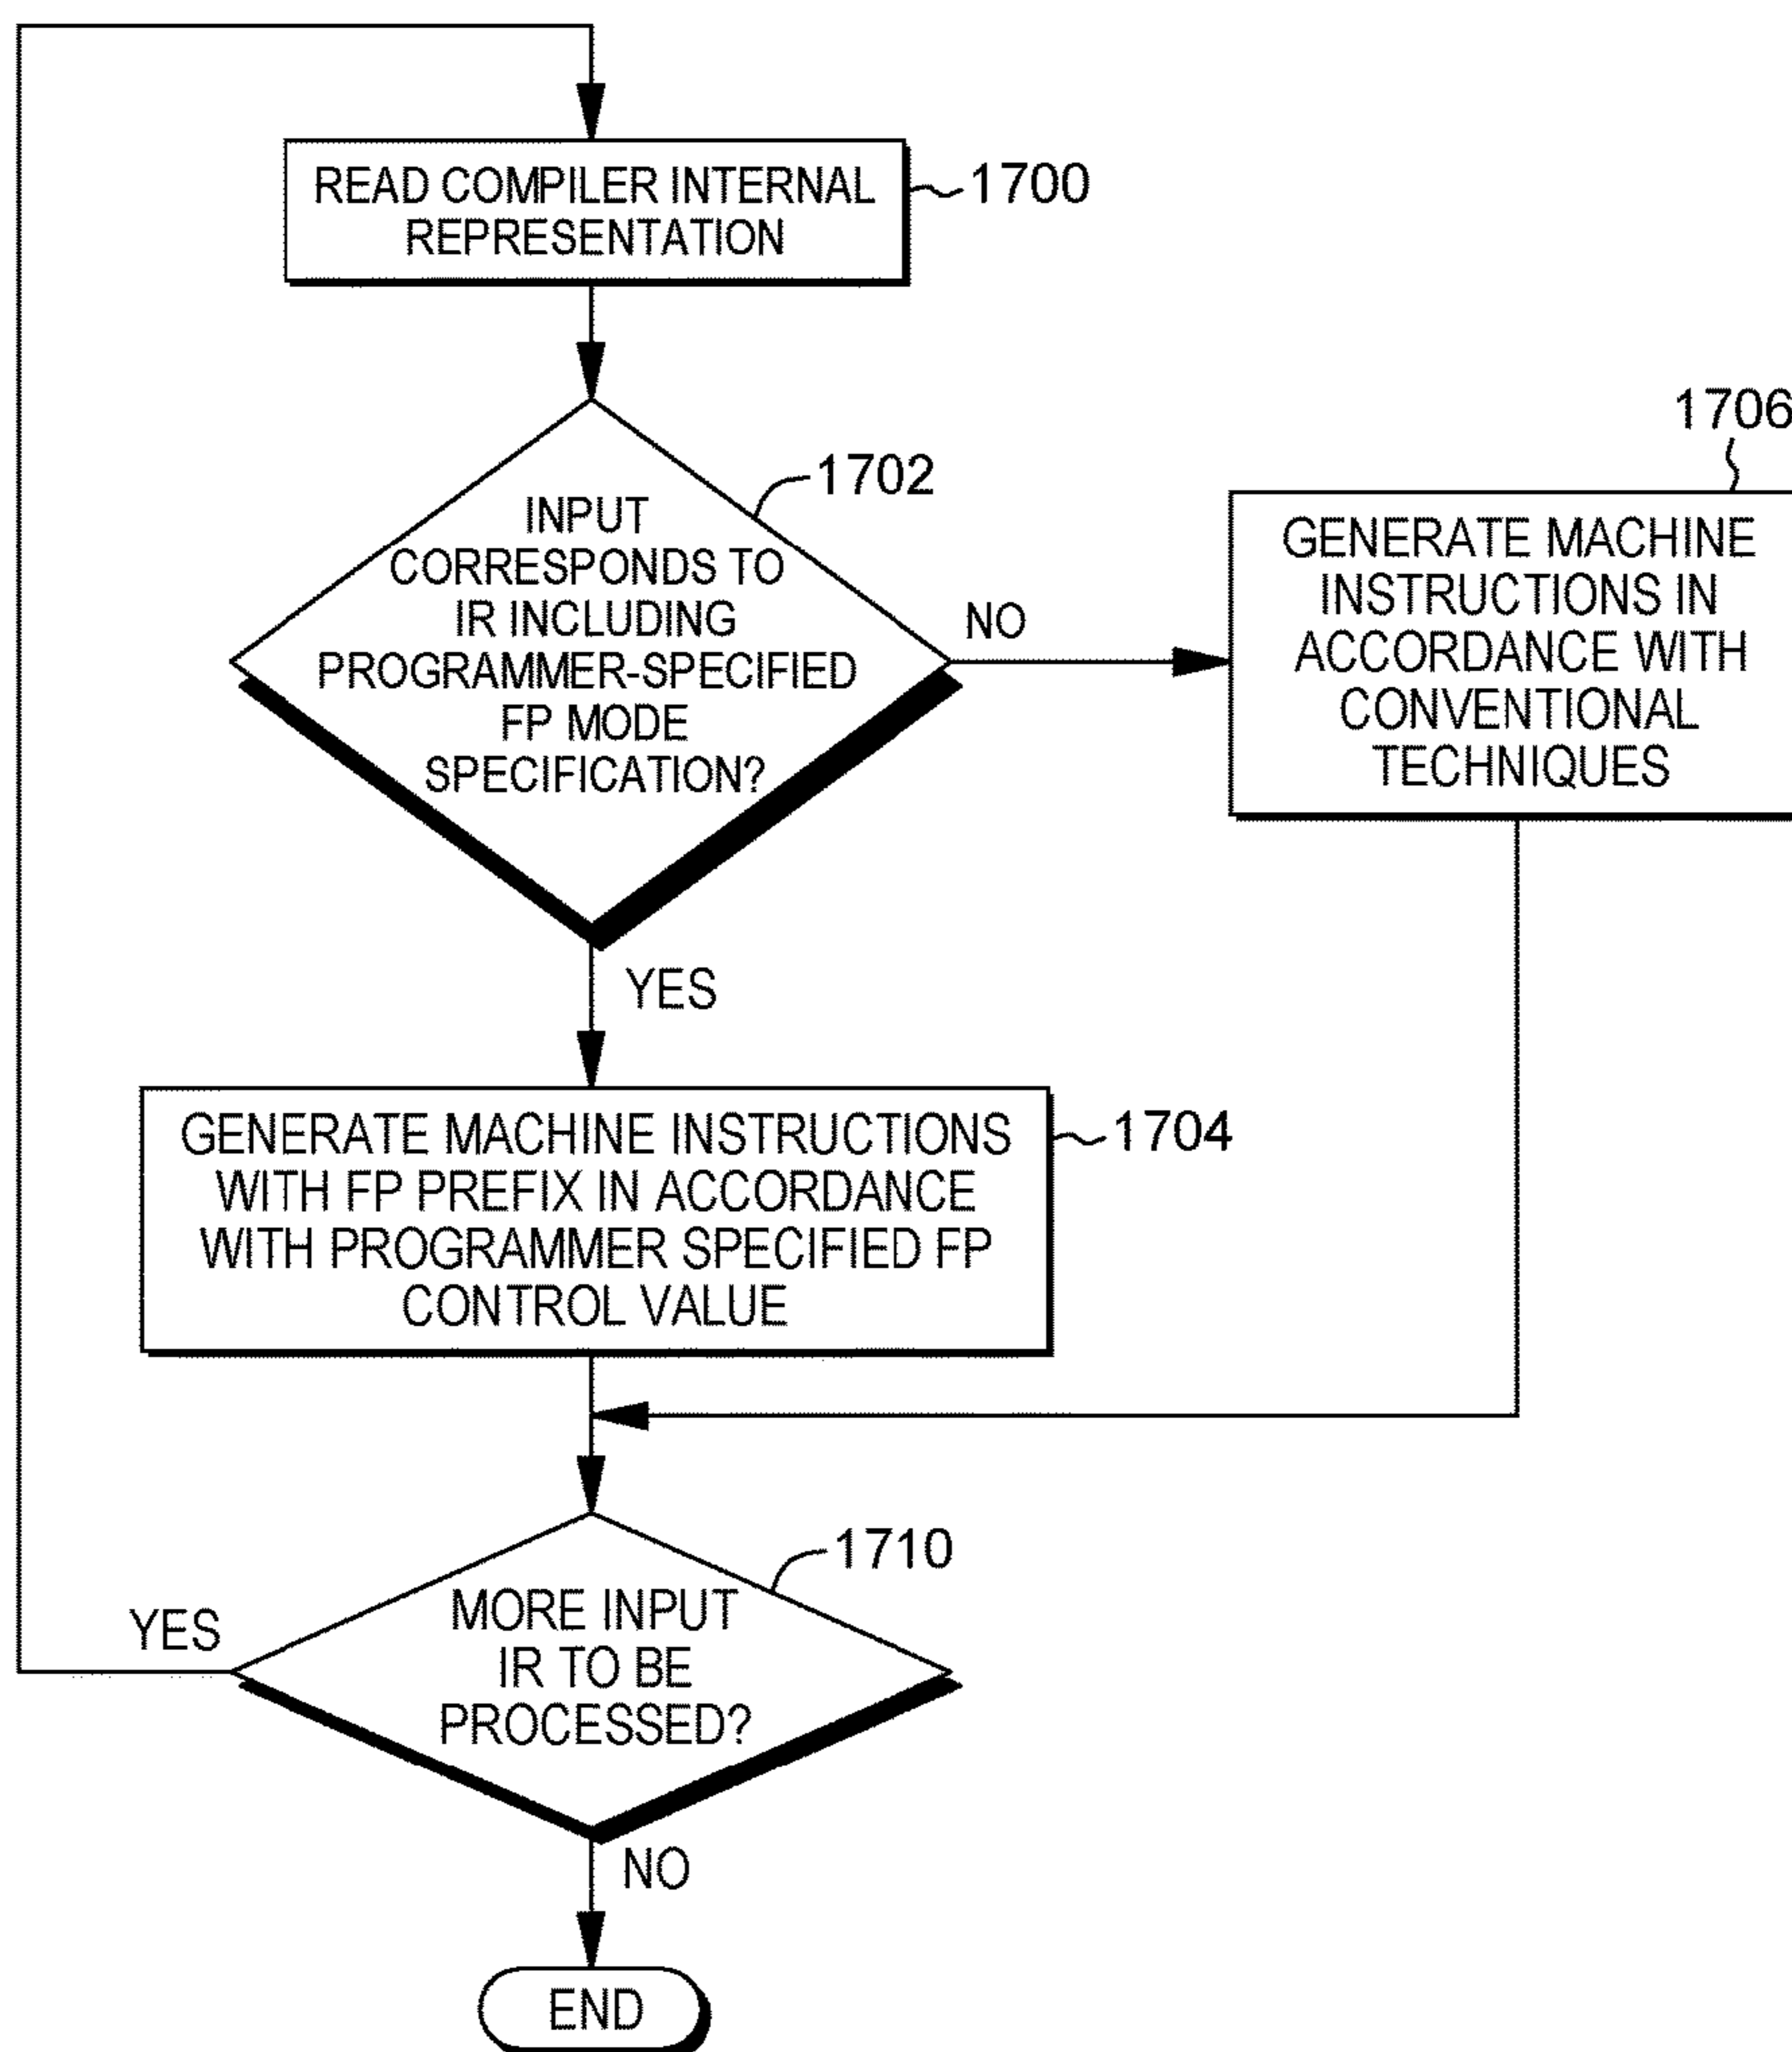 READ COMPILER INTERNAL
REPRESENTATION
1700
1702
INPUT
CORRESPONDS TO
IR INCLUDING
PROGRAMMER-SPECIFIED
FP MODE
SPECIFICATION?
NO
1706
GENERATE MACHINE
INSTRUCTIONS IN
ACCORDANCE WITH
CONVENTIONAL
TECHNIQUES
YES
GENERATE MACHINE INSTRUCTIONS
WITH FP PREFIX IN ACCORDANCE
WITH PROGRAMMER SPECIFIED FP
CONTROL VALUE
1704
1710
MORE INPUT
IR TO BE
PROCESSED?
YES
NO
END